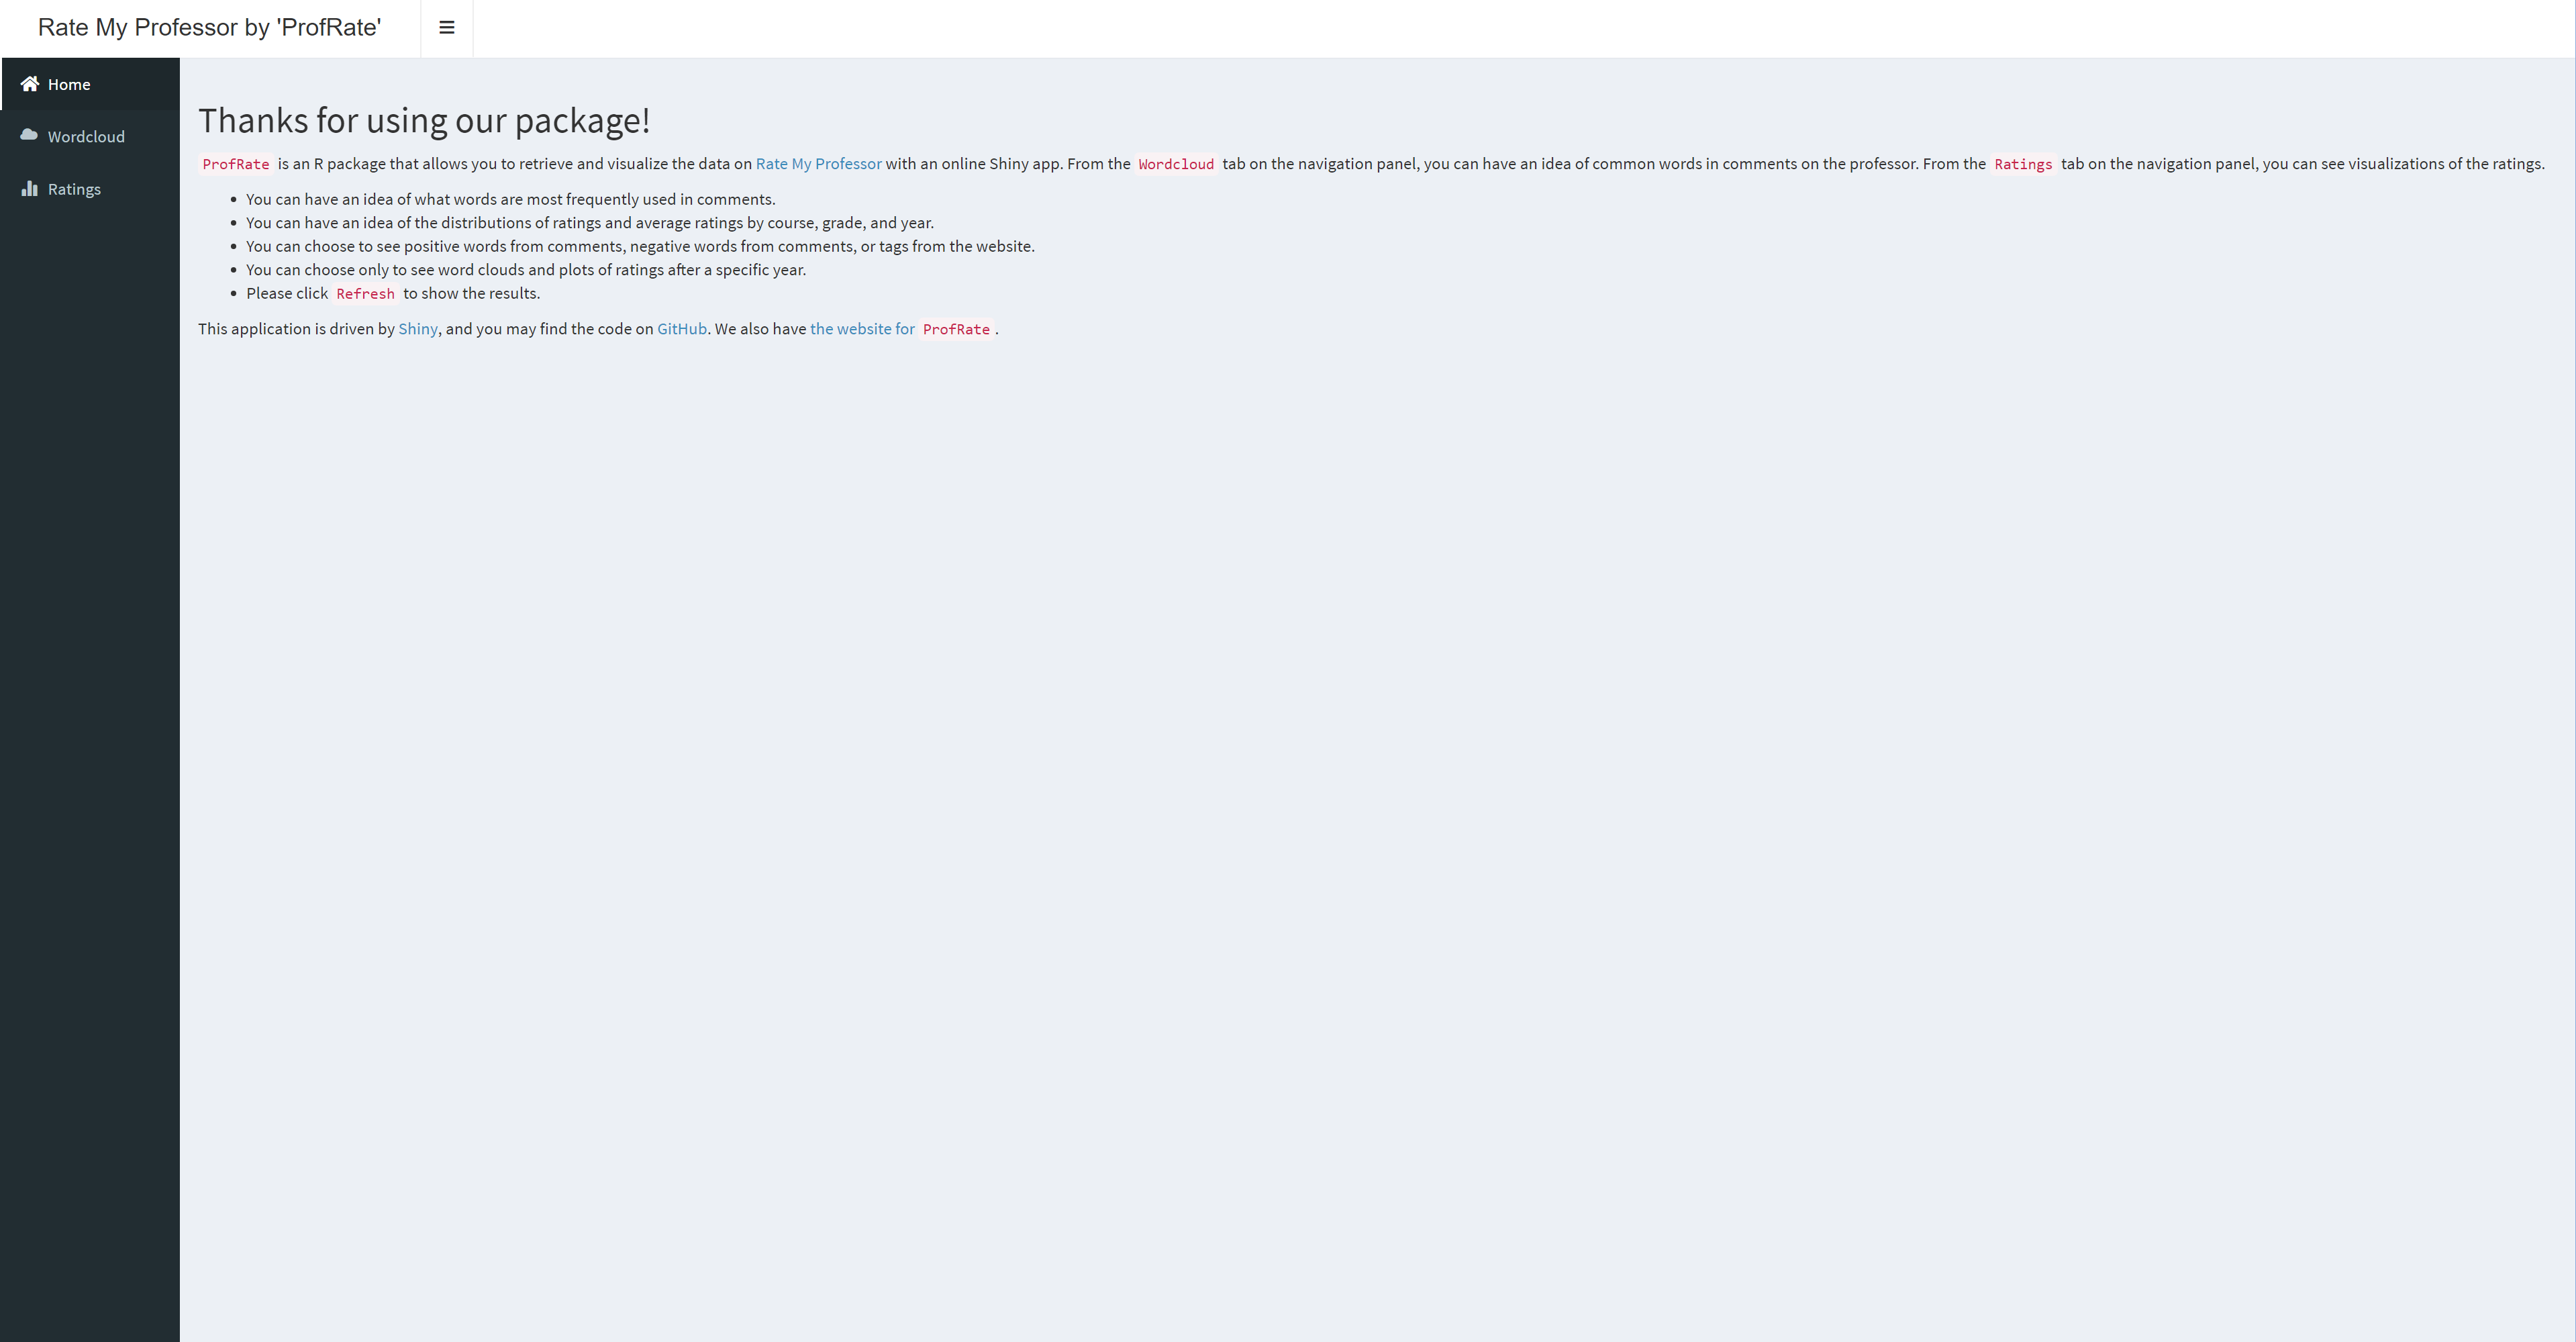 Rate My Professor by 'ProfRate'
Home
Wordcloud
Ratings
Thanks for using our package!
ProfRate is an R package that allows you to retrieve and visualize the data on Rate My Professor with an online Shiny app. From the Wordcloud tab on the navigation panel, you can have an idea of common words in comments on the professor. From the Ratings tab on the navigation panel, you can see visualizations of the ratings.
• You can have an idea of what words are most frequently used in comments.
• You can have an idea of the distributions of ratings and average ratings by course, grade, and year.
• You can choose to see positive words from comments, negative words from comments, or tags from the website.
• You can choose only to see word clouds and plots of ratings after a specific year.
• Please click Refresh to show the results.
This application is driven by Shiny, and you may find the code on GitHub. We also have the website for ProfRate.